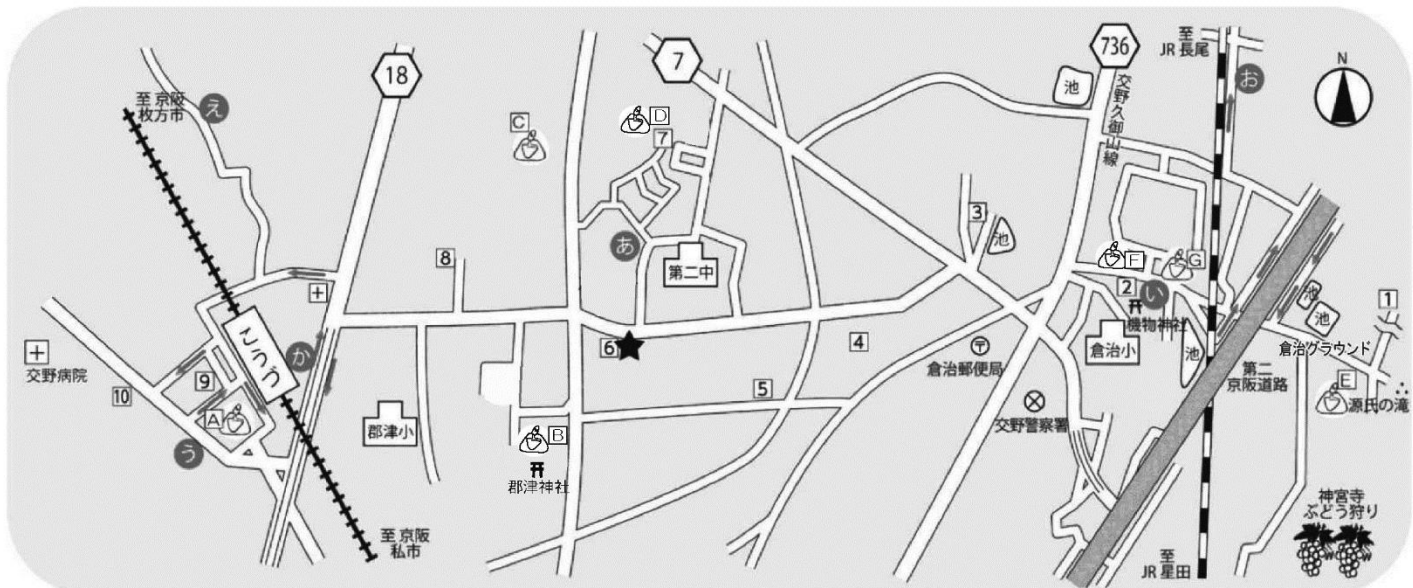 18
7
736
至
JR 長尾
お
N
池
交野久御山線
至 京阪
枚方市
え
C
D
7
3
池
あ
第二中
8
F
G
2
い
機物神社
池
池
1
倉治グラウンド
こうづ
か
交野病院
10
9
A
う
郡津小
6
★
4
5
〒
倉治郵便局
倉治小
池
第二
京阪道路
E
源氏の滝
交野警察署
B
郡津神社
神宮寺
ぶどう狩り
至 京阪
私市
至
JR 星田